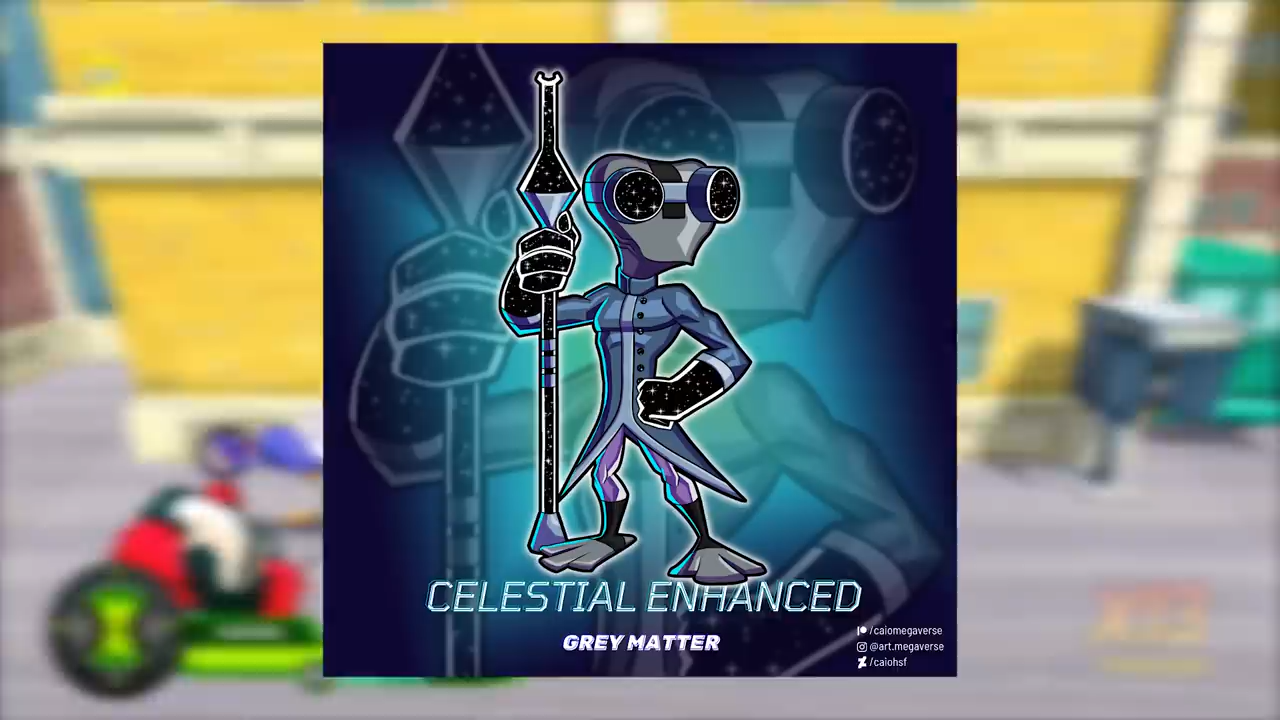 CELESTIAL ENHANCED
GREY MATTER
/caiomegaverse
@art.megaverse
/caiohsf